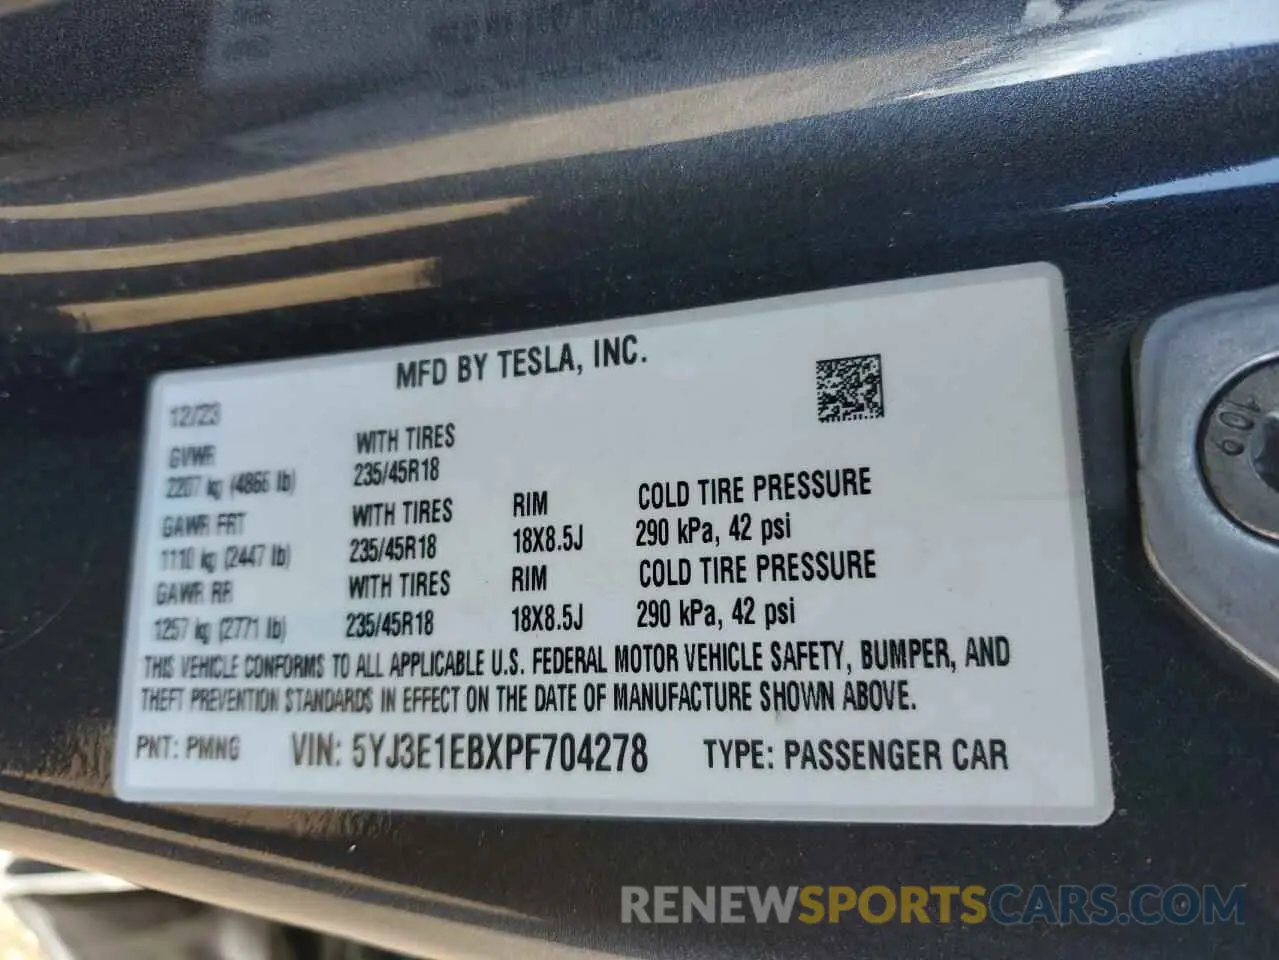 MFD BY TESLA, INC.
12/23
GVWR WITH TIRES
2207 kg (4866 lb) 235/45R18
GAWR FRT WITH TIRES RIM COLD TIRE PRESSURE
1110 kg (2447 lb) 235/45R18 18X8.5J 290 kPa, 42 psi
GAWR RR WITH TIRES RIM COLD TIRE PRESSURE
1257 kg (2771 lb) 235/45R18 18X8.5J 290 kPa, 42 psi
THIS VEHICLE CONFORMS TO ALL APPLICABLE U.S. FEDERAL MOTOR VEHICLE SAFETY, BUMPER, AND
THEFT PREVENTION STANDARDS IN EFFECT ON THE DATE OF MANUFACTURE SHOWN ABOVE.
PNT: PMNG VIN: 5YJ3E1EBXPF704278 TYPE: PASSENGER CAR
109
RENEWSPORTSCARS.COM